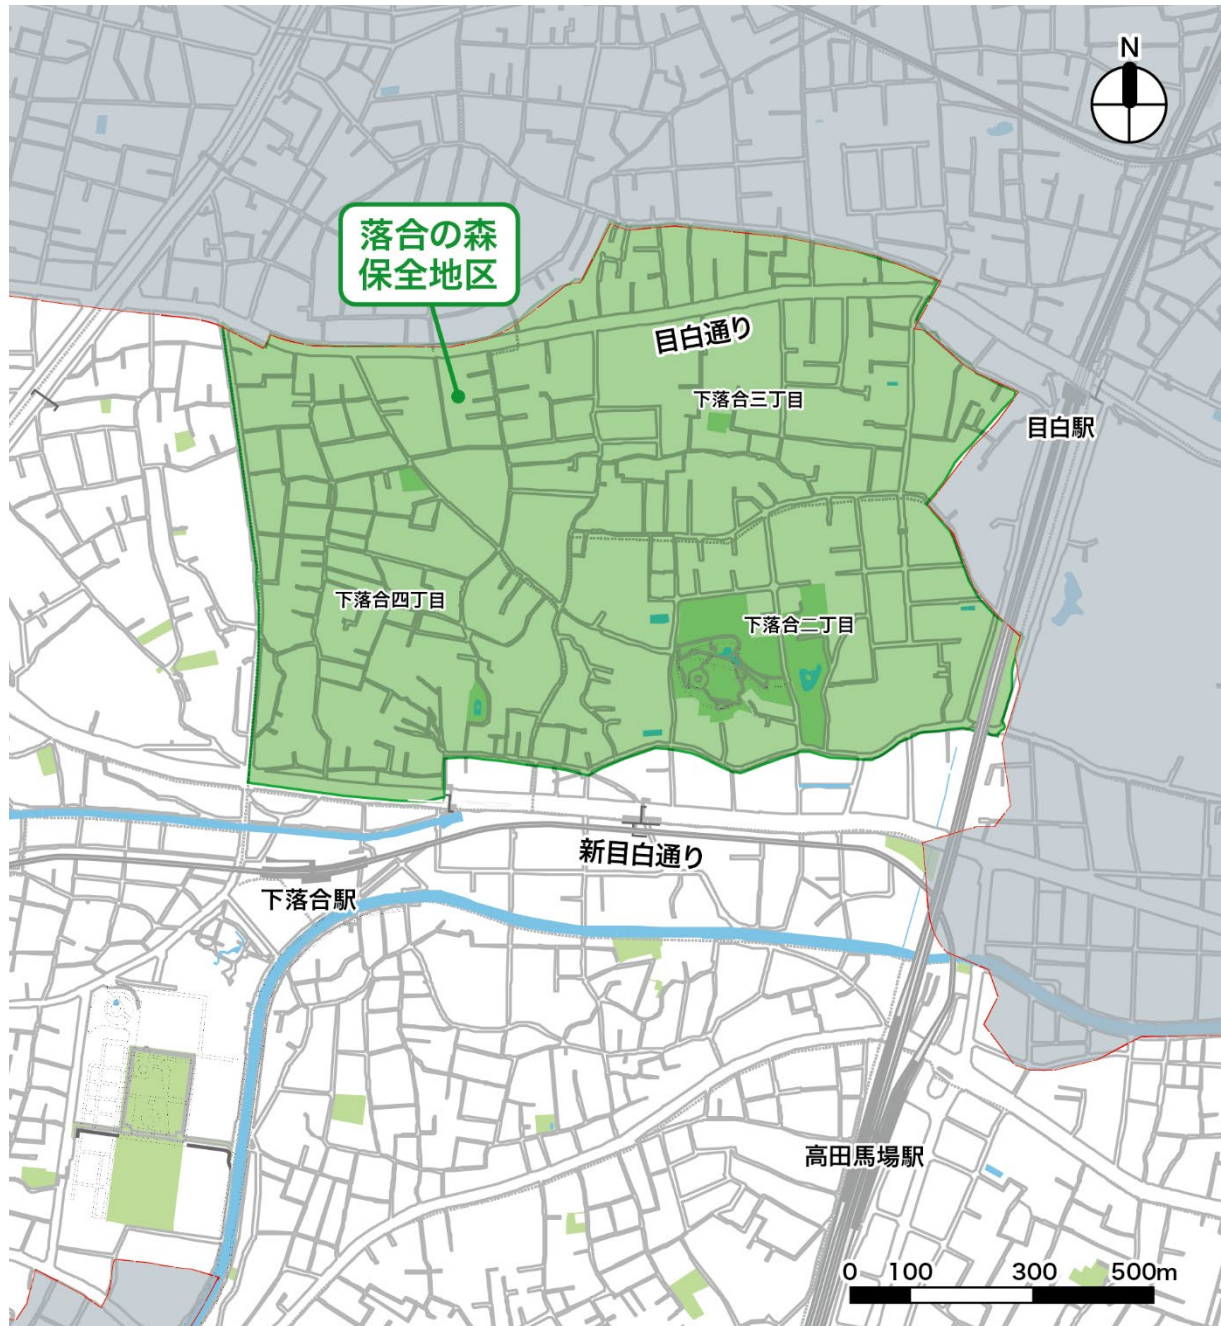 N
落合の森
保全地区
目白通り
下落合三丁目
目白駅
下落合四丁目
下落合二丁目
新目白通り
下落合駅
高田馬場駅
0 100 300 500m